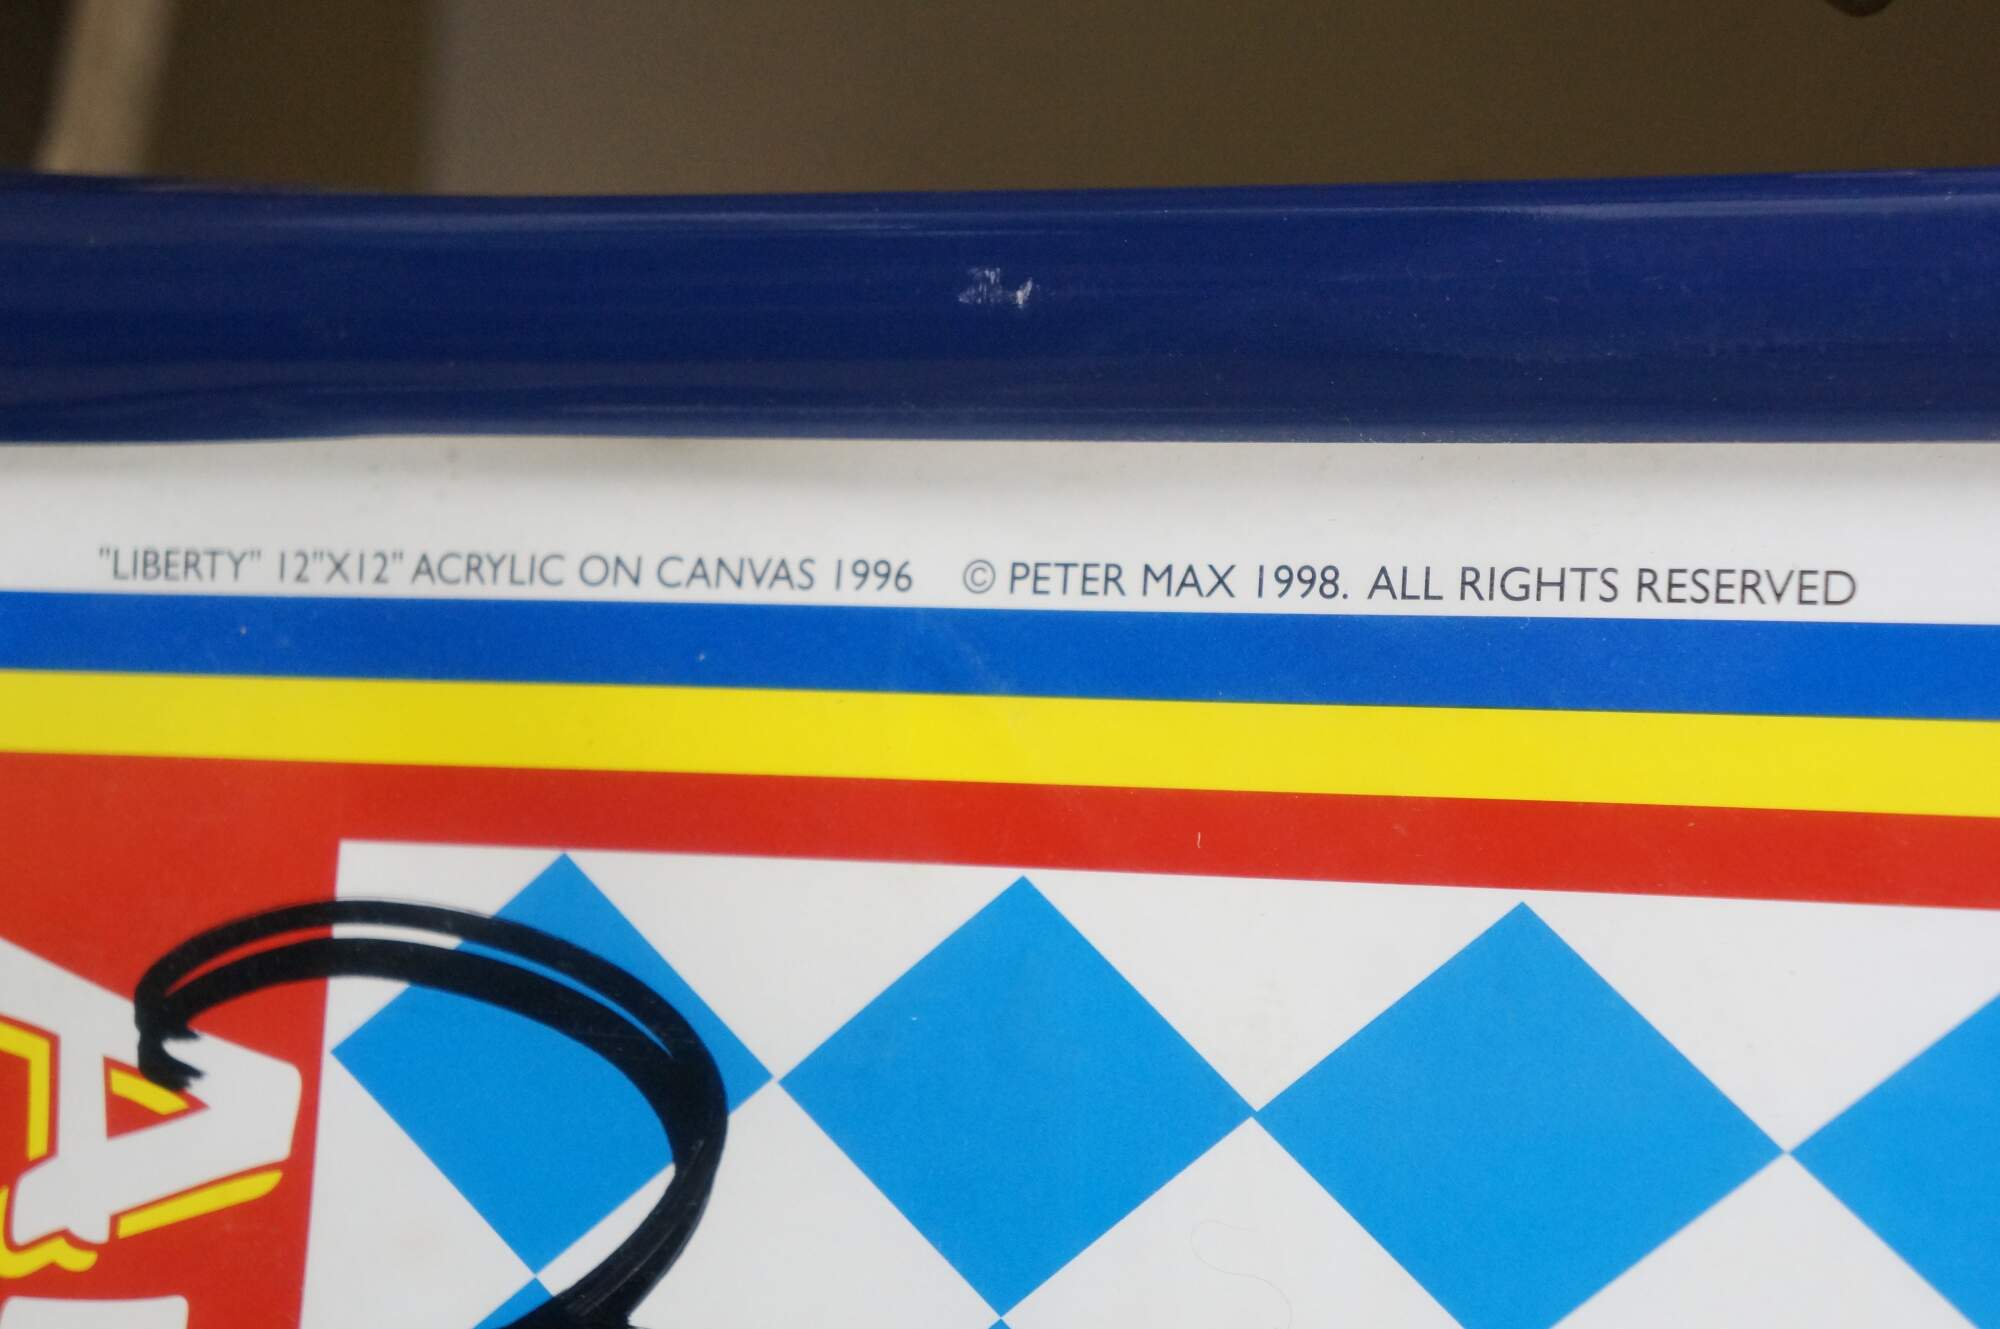 "LIBERTY" 12"X12" ACRYLIC ON CANVAS 1996 © PETER MAX 1998. ALL RIGHTS RESERVED
A